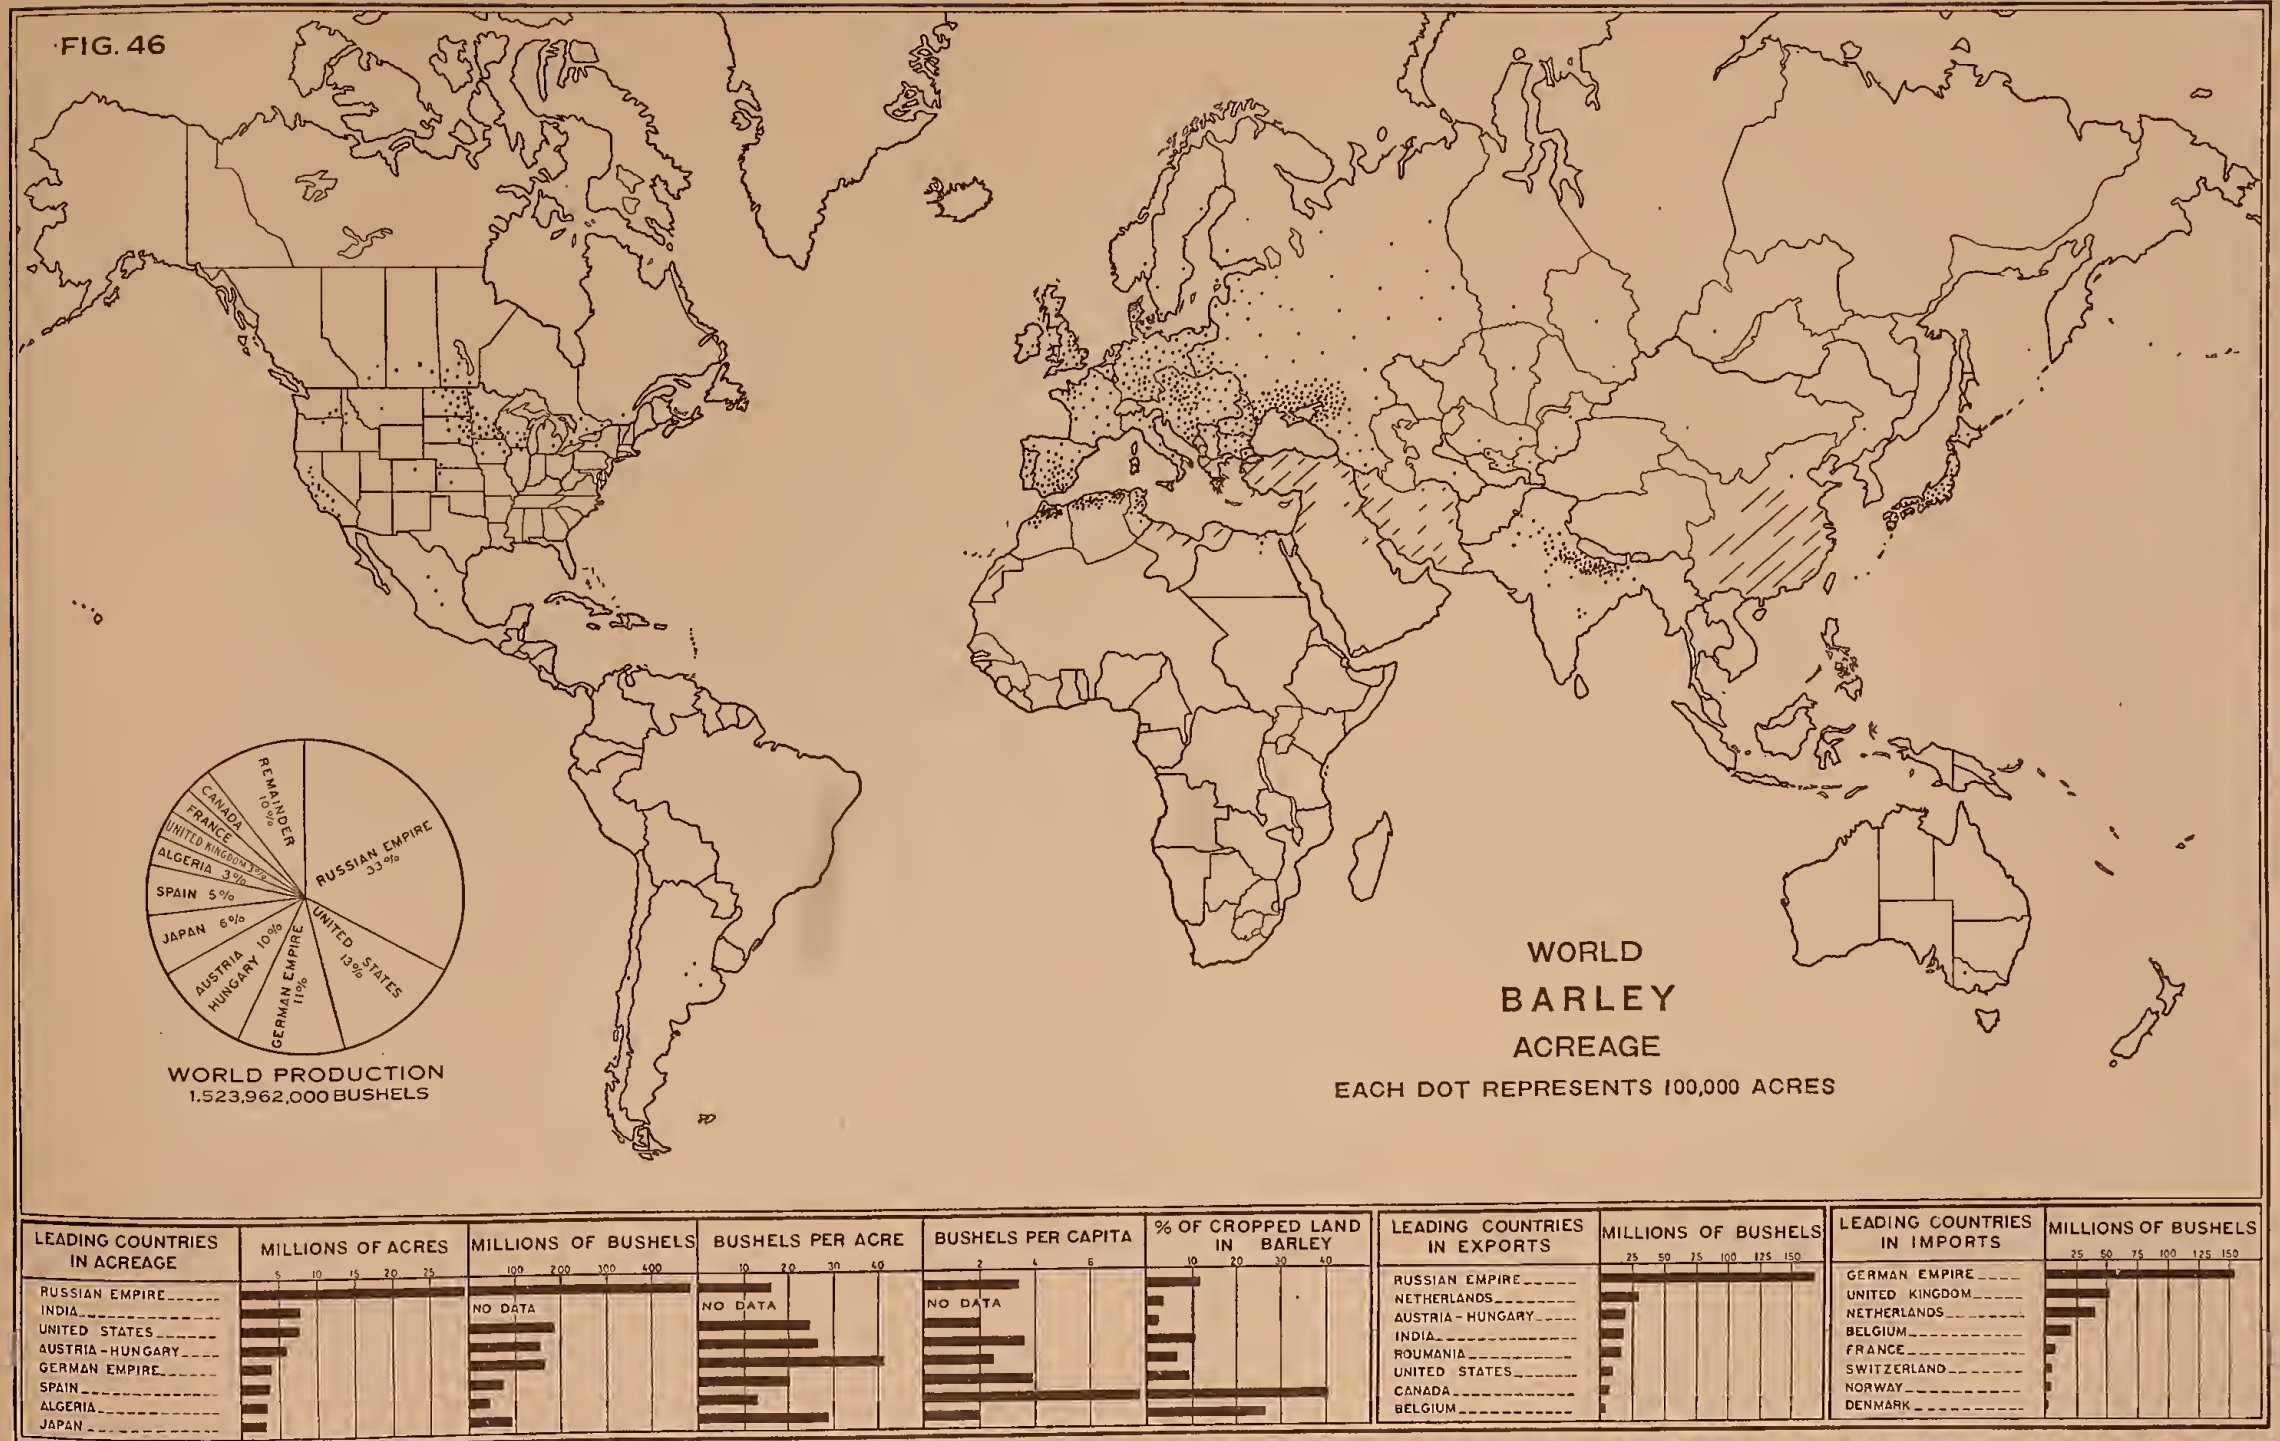 FIG. 46
REMAINDER
10%
CANADA
FRANCE
UNITED KINGDOM 3%
ALGERIA 3%
SPAIN 5%
JAPAN 6%
AUSTRIA
HUNGARY 10%
GERMAN EMPIRE
11%
UNITED STATES
13%
RUSSIAN EMPIRE
33%
WORLD PRODUCTION
1.523,962,000 BUSHELS
WORLD
BARLEY
ACREAGE
EACH DOT REPRESENTS 100,000 ACRES
LEADING COUNTRIES
IN ACREAGE
RUSSIAN EMPIRE
INDIA
UNITED STATES
AUSTRIA-HUNGARY
GERMAN EMPIRE
SPAIN
ALGERIA
JAPAN
MILLIONS OF ACRES
5 10 15 20 25
MILLIONS OF BUSHELS
100 200 300 400
NO DATA
BUSHELS PER ACRE
10 20 30 40
NO DATA
BUSHELS PER CAPITA
2 4 6
NO DATA
% OF CROPPED LAND
IN BARLEY
10 20 30 40
LEADING COUNTRIES
IN EXPORTS
RUSSIAN EMPIRE
NETHERLANDS
AUSTRIA-HUNGARY
INDIA
ROUMANIA
UNITED STATES
CANADA
BELGIUM
MILLIONS OF BUSHELS
25 50 75 100 125 150
LEADING COUNTRIES
IN IMPORTS
GERMAN EMPIRE
UNITED KINGDOM
NETHERLANDS
BELGIUM
FRANCE
SWITZERLAND
NORWAY
DENMARK
MILLIONS OF BUSHELS
25 50 75 100 125 150